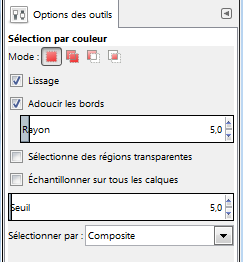 Options des outils
Sélection par couleur
Mode :
Lissage
Adoucir les bords
Rayon 5,0
Sélectionne des régions transparentes
Échantillonner sur tous les calques
Seuil 5,0
Sélectionner par : Composite